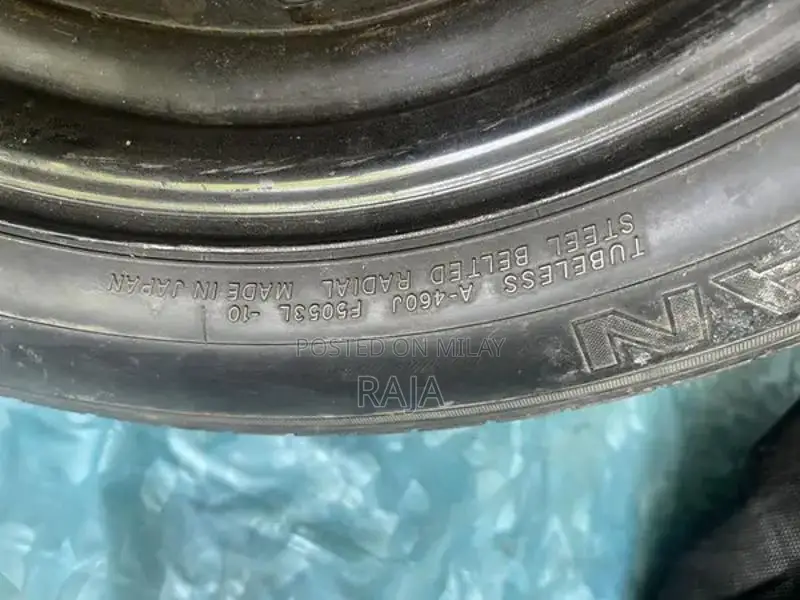 TUBELESS A-460J F5053L -10
STEEL BELTED RADIAL MADE IN JAPAN
POSTED ON MILAY
RAJA